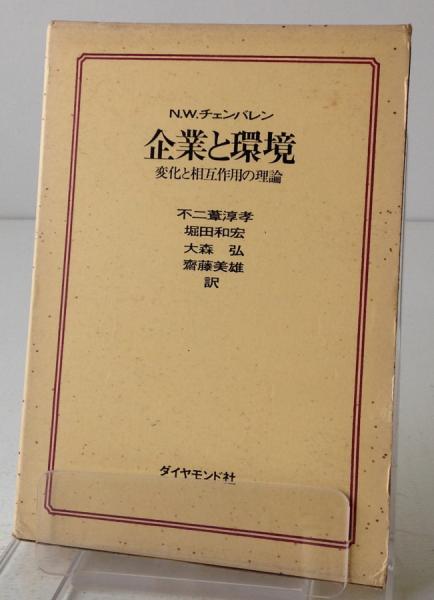 N.W.チェンバレン
企業と環境
変化と相互作用の理論
不二葦淳孝
堀田和宏
大森 弘
齋藤美雄
訳
ダイヤモンド社